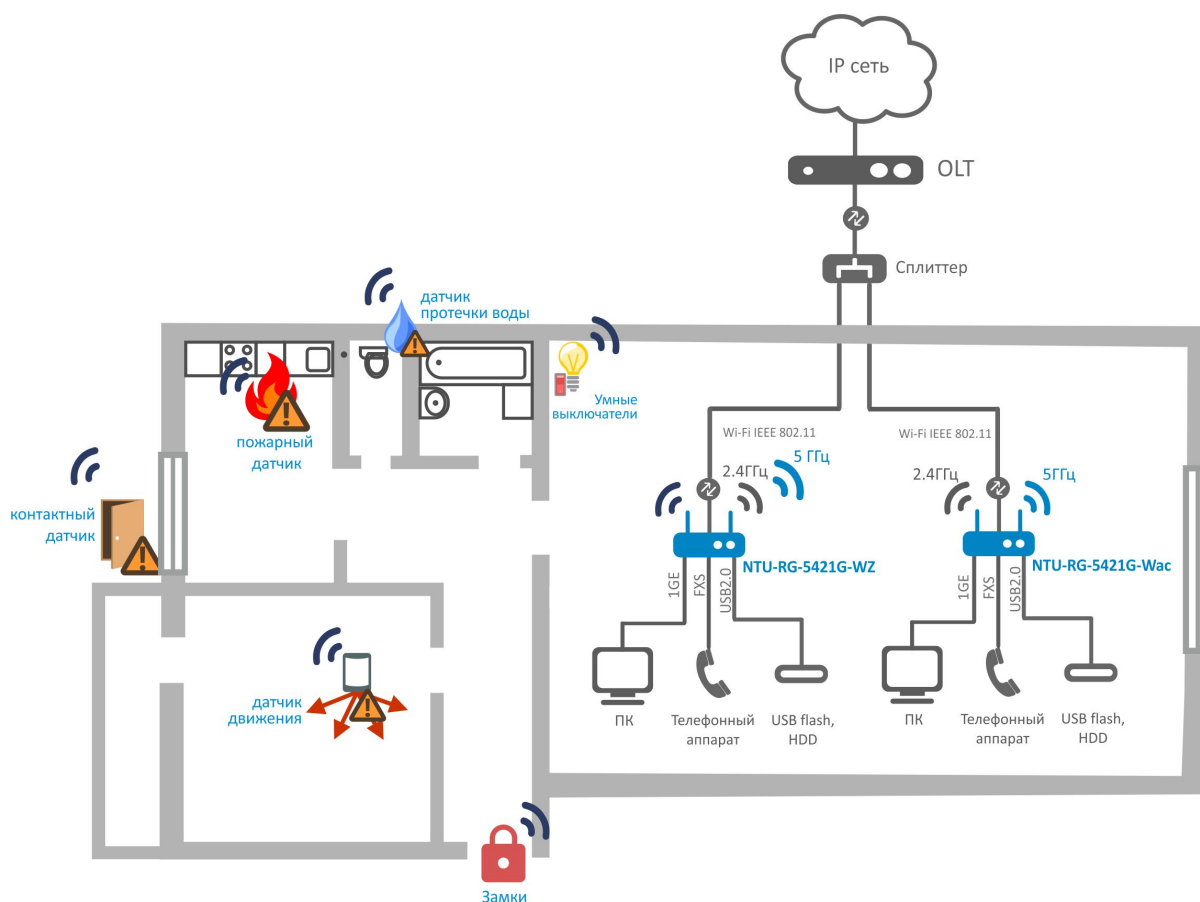 IP сеть
OLT
Сплиттер
датчик
протечки воды
Умные
выключатели
пожарный
датчик
контактный
датчик
датчик
движения
Замки
Wi-Fi IEEE 802.11
2.4ГГц
5 ГГц
NTU-RG-5421G-WZ
1GE
FXS
USB2.0
ПК
Телефонный
аппарат
USB flash,
HDD
Wi-Fi IEEE 802.11
2.4ГГц
5ГГц
NTU-RG-5421G-Wac
1GE
FXS
USB2.0
ПК
Телефонный
аппарат
USB flash,
HDD